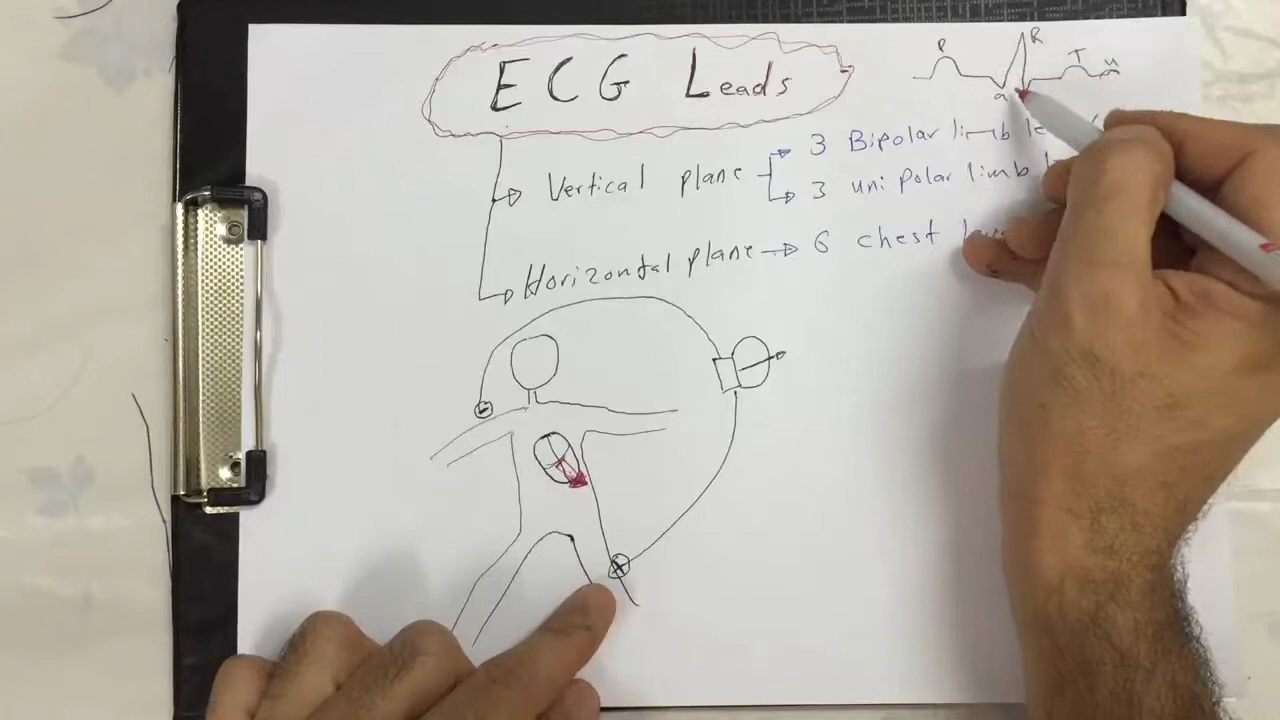 ECG Leads
P R T u
a
Vertical plane
3 Bipolar limb
3 uni polar limb
Horizontal plane 6 chest
- +